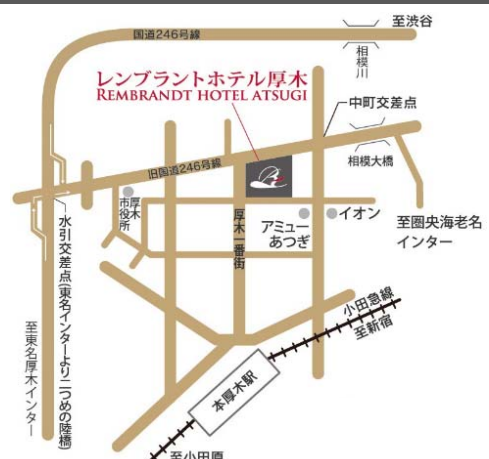 至渋谷
国道246号線
相模川
レンブラントホテル厚木
REMBRANDT HOTEL ATSUGI
中町交差点
相模大橋
旧国道246号線
厚木
市役所
厚木一番街
アミュー
あつぎ
イオン
至圏央海老名
インター
水引交差点(東名インターより二つめの陸橋)
至東名厚木インター
小田急線
至新宿
本厚木駅
至小田原